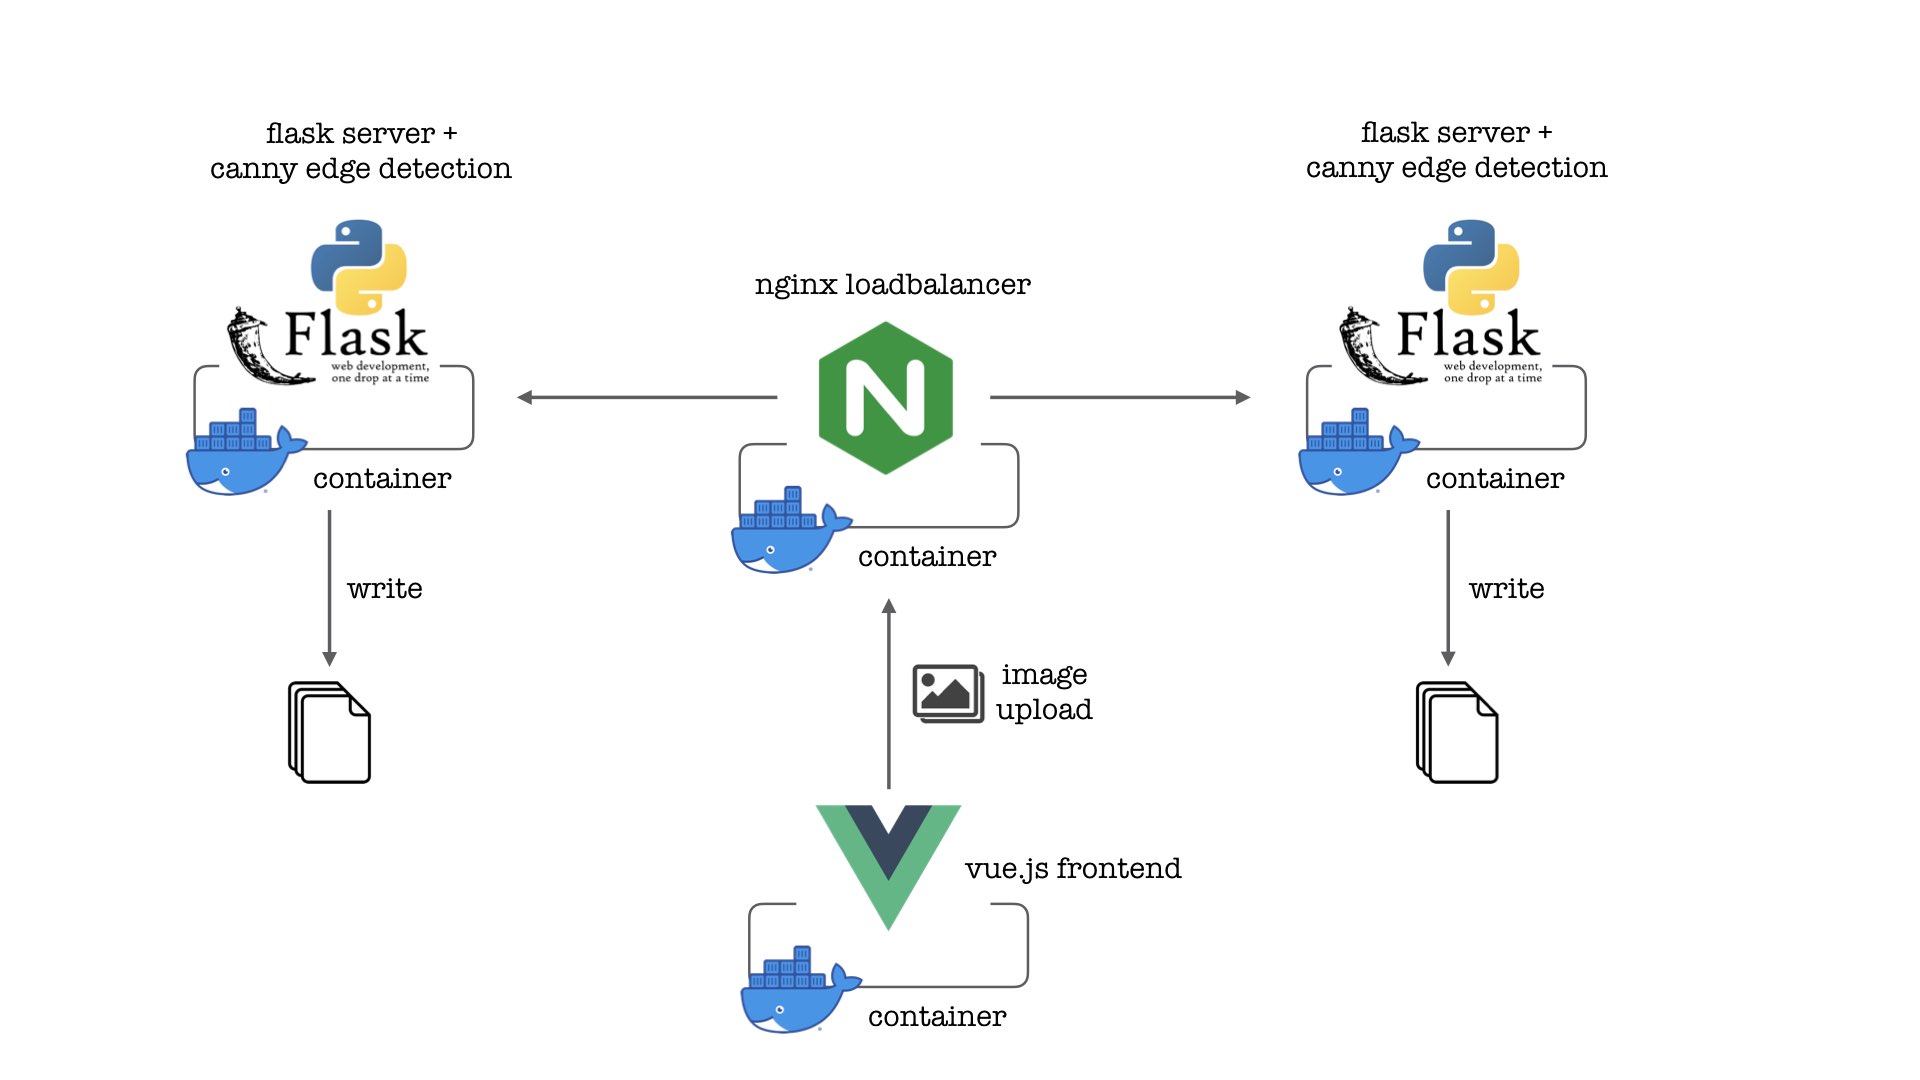 flask server +
canny edge detection
Flask
web development,
one drop at a time
container
write
nginx loadbalancer
N
container
image
upload
vue.js frontend
container
flask server +
canny edge detection
Flask
web development,
one drop at a time
container
write